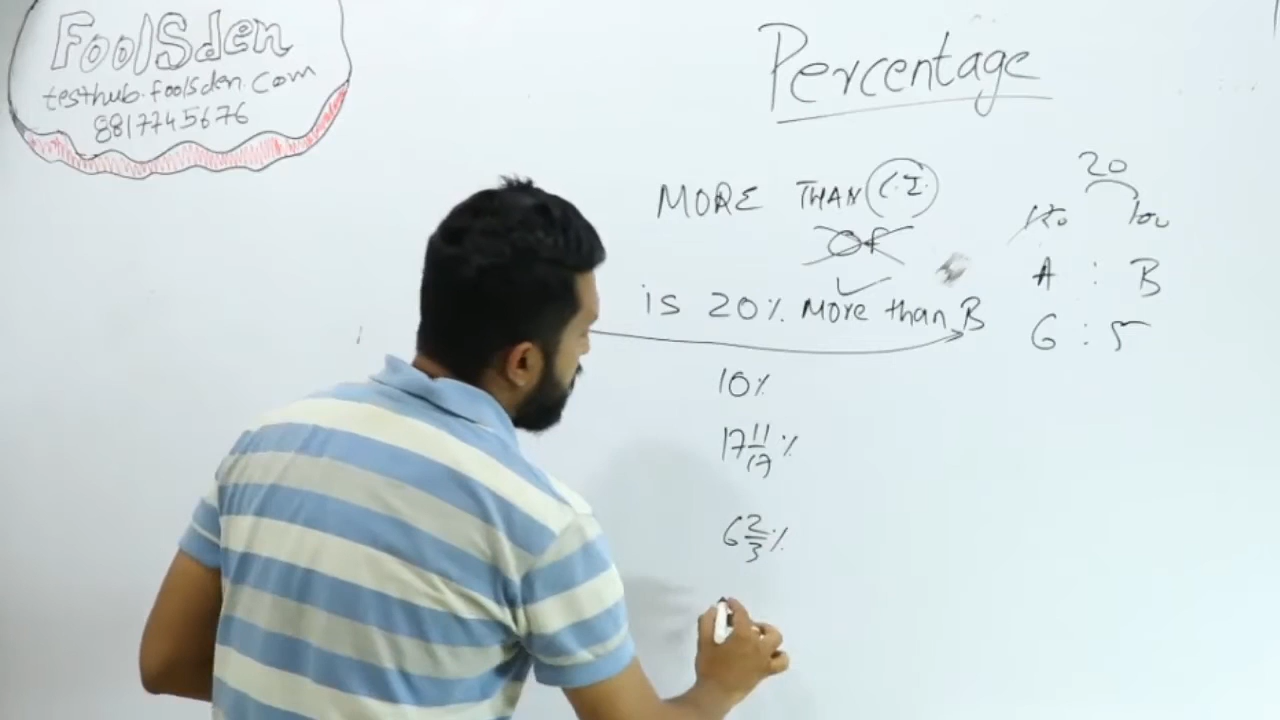 FoolSden
testhub.foolsden.com
8817745676
Percentage
MORE THAN
OF
is 20% More than B
10%
17 11/17 %
6 2/3 %
20
120 100
A : B
6 : 5